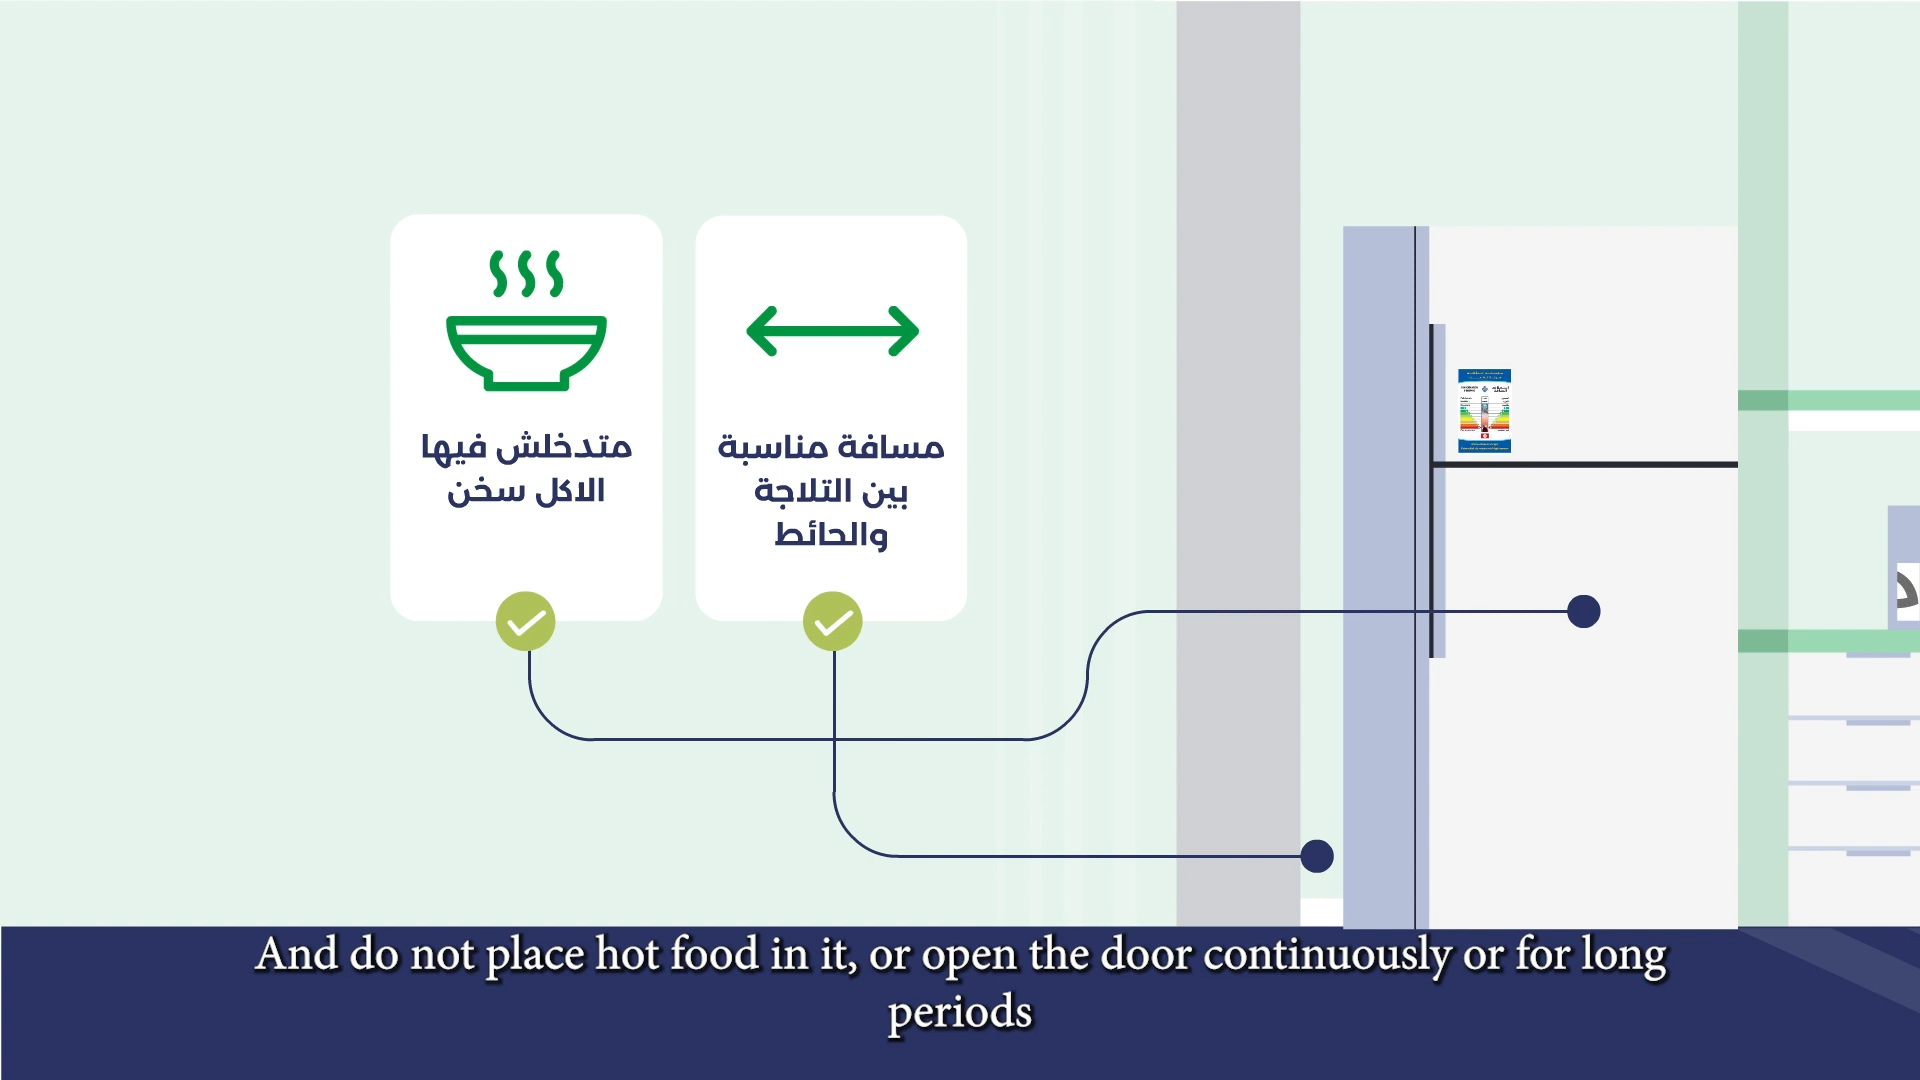 مسافة مناسبة
بين التلاجة
والحائط
متدخلش فيها
الاكل سخن
And do not place hot food in it, or open the door continuously or for long
periods